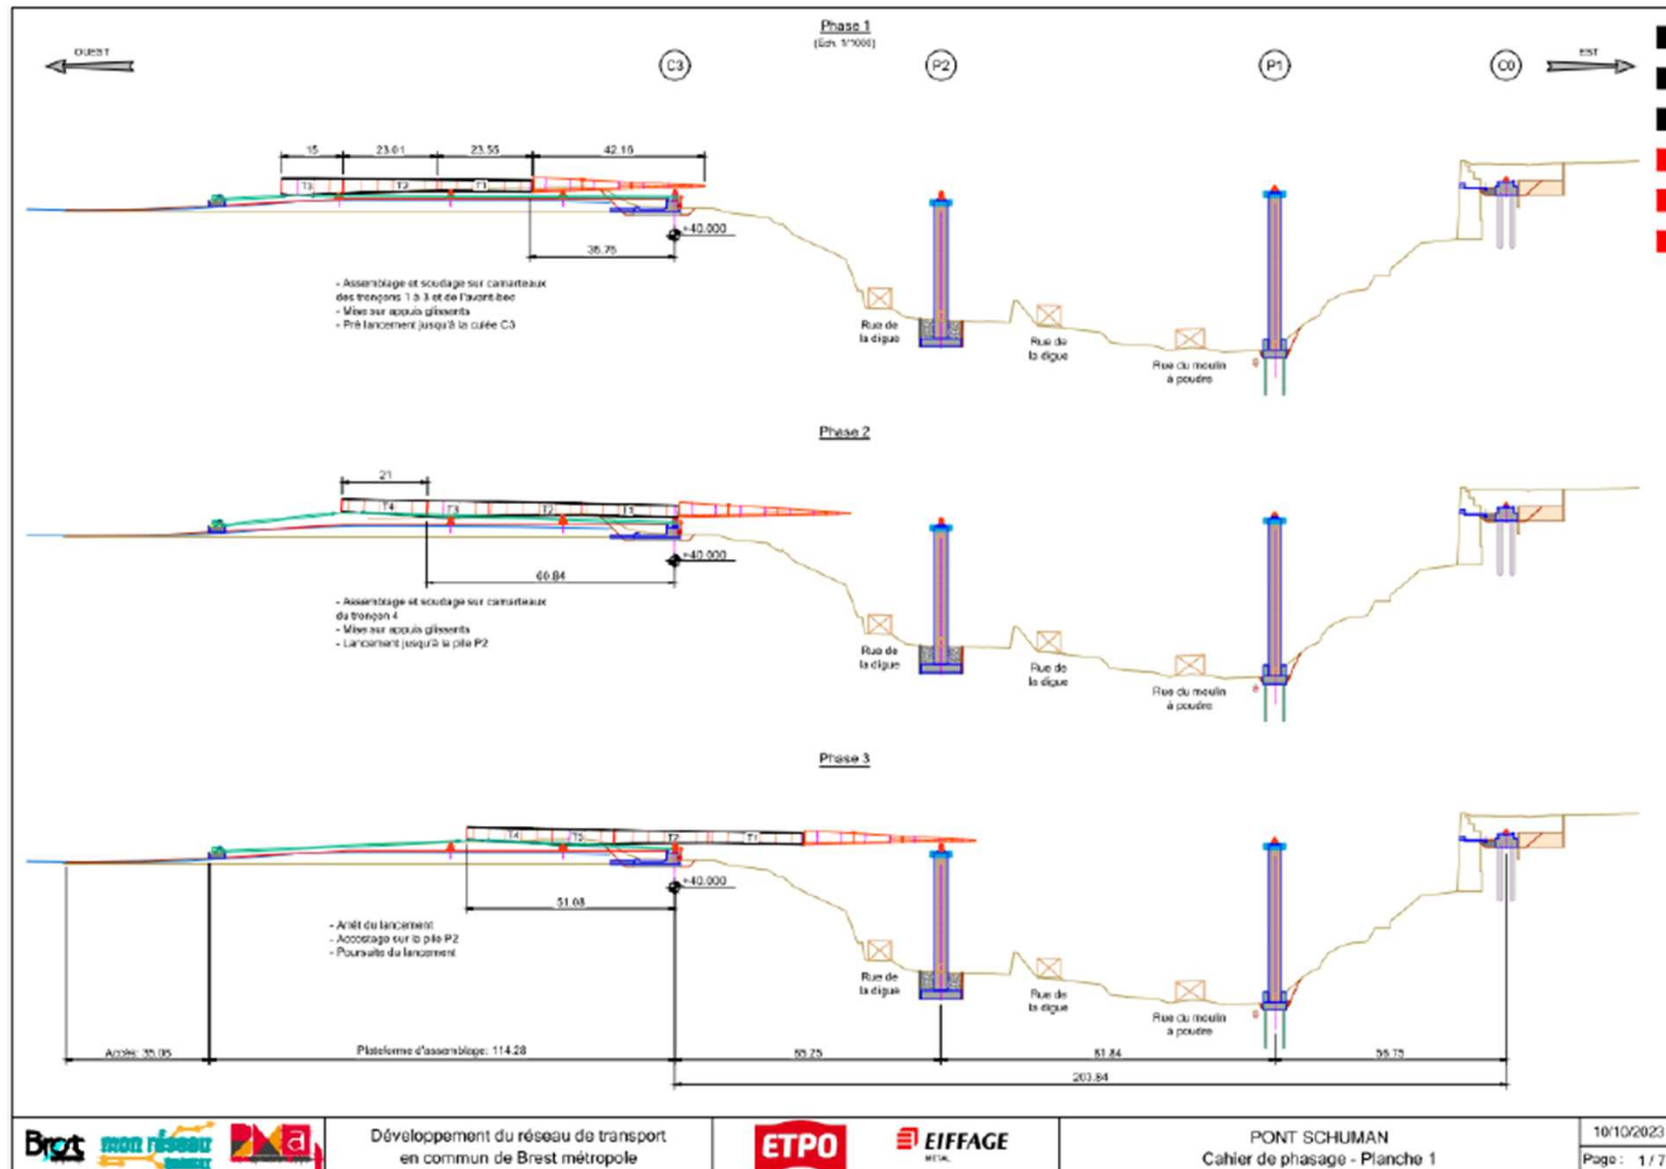 Phase 1
(Ech. 1/1000)
OUEST
C3
P2
P1
C0
EST
15
23.01
23.55
42.16
T3
T2
T1
+40.000
- Assemblage et soudage sur camarteaux
des tronçons 1 à 3 et de l'avant-bec
- Mise sur appuis glissants
- Pré lancement jusqu'à la culée C3
Rue de
la digue
Rue de
la digue
Rue du moulin
à poudre
Phase 2
21
T4
T3
T2
T1
+40.000
60.84
- Assemblage et soudage sur camarteaux
du tronçon 4
- Mise sur appuis glissants
- Lancement jusqu'à la pile P2
Rue de
la digue
Rue de
la digue
Rue du moulin
à poudre
Phase 3
T4
T3
T2
T1
+40.000
51.08
- Arrêt du lancement
- Accostage sur la pile P2
- Poursuite du lancement
Rue de
la digue
Rue de
la digue
Rue du moulin
à poudre
Accès: 35.06
Plateforme d'assemblage: 114.28
65.25
81.84
56.75
203.84
Brest
mon réseau
Développement du réseau de transport
en commun de Brest métropole
ETPO
EIFFAGE
METAL
PONT SCHUMAN
Cahier de phasage - Planche 1
10/10/2023
Page : 1 / 7